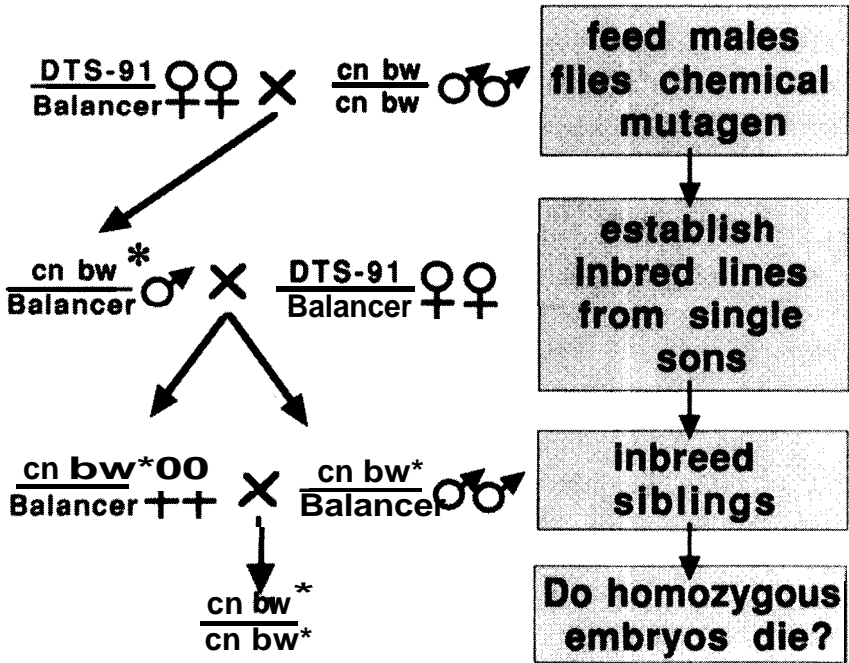 DTS-91
Balancer
cn bw
cn bw
feed males
flies chemical
mutagen
cn bw *
Balancer
DTS-91
Balancer
establish
inbred lines
from single
sons
cn bw*00
Balancer
cn bw*
Balancer
Inbreed
siblings
cn bw*
cn bw*
Do homozygous
embryos die?